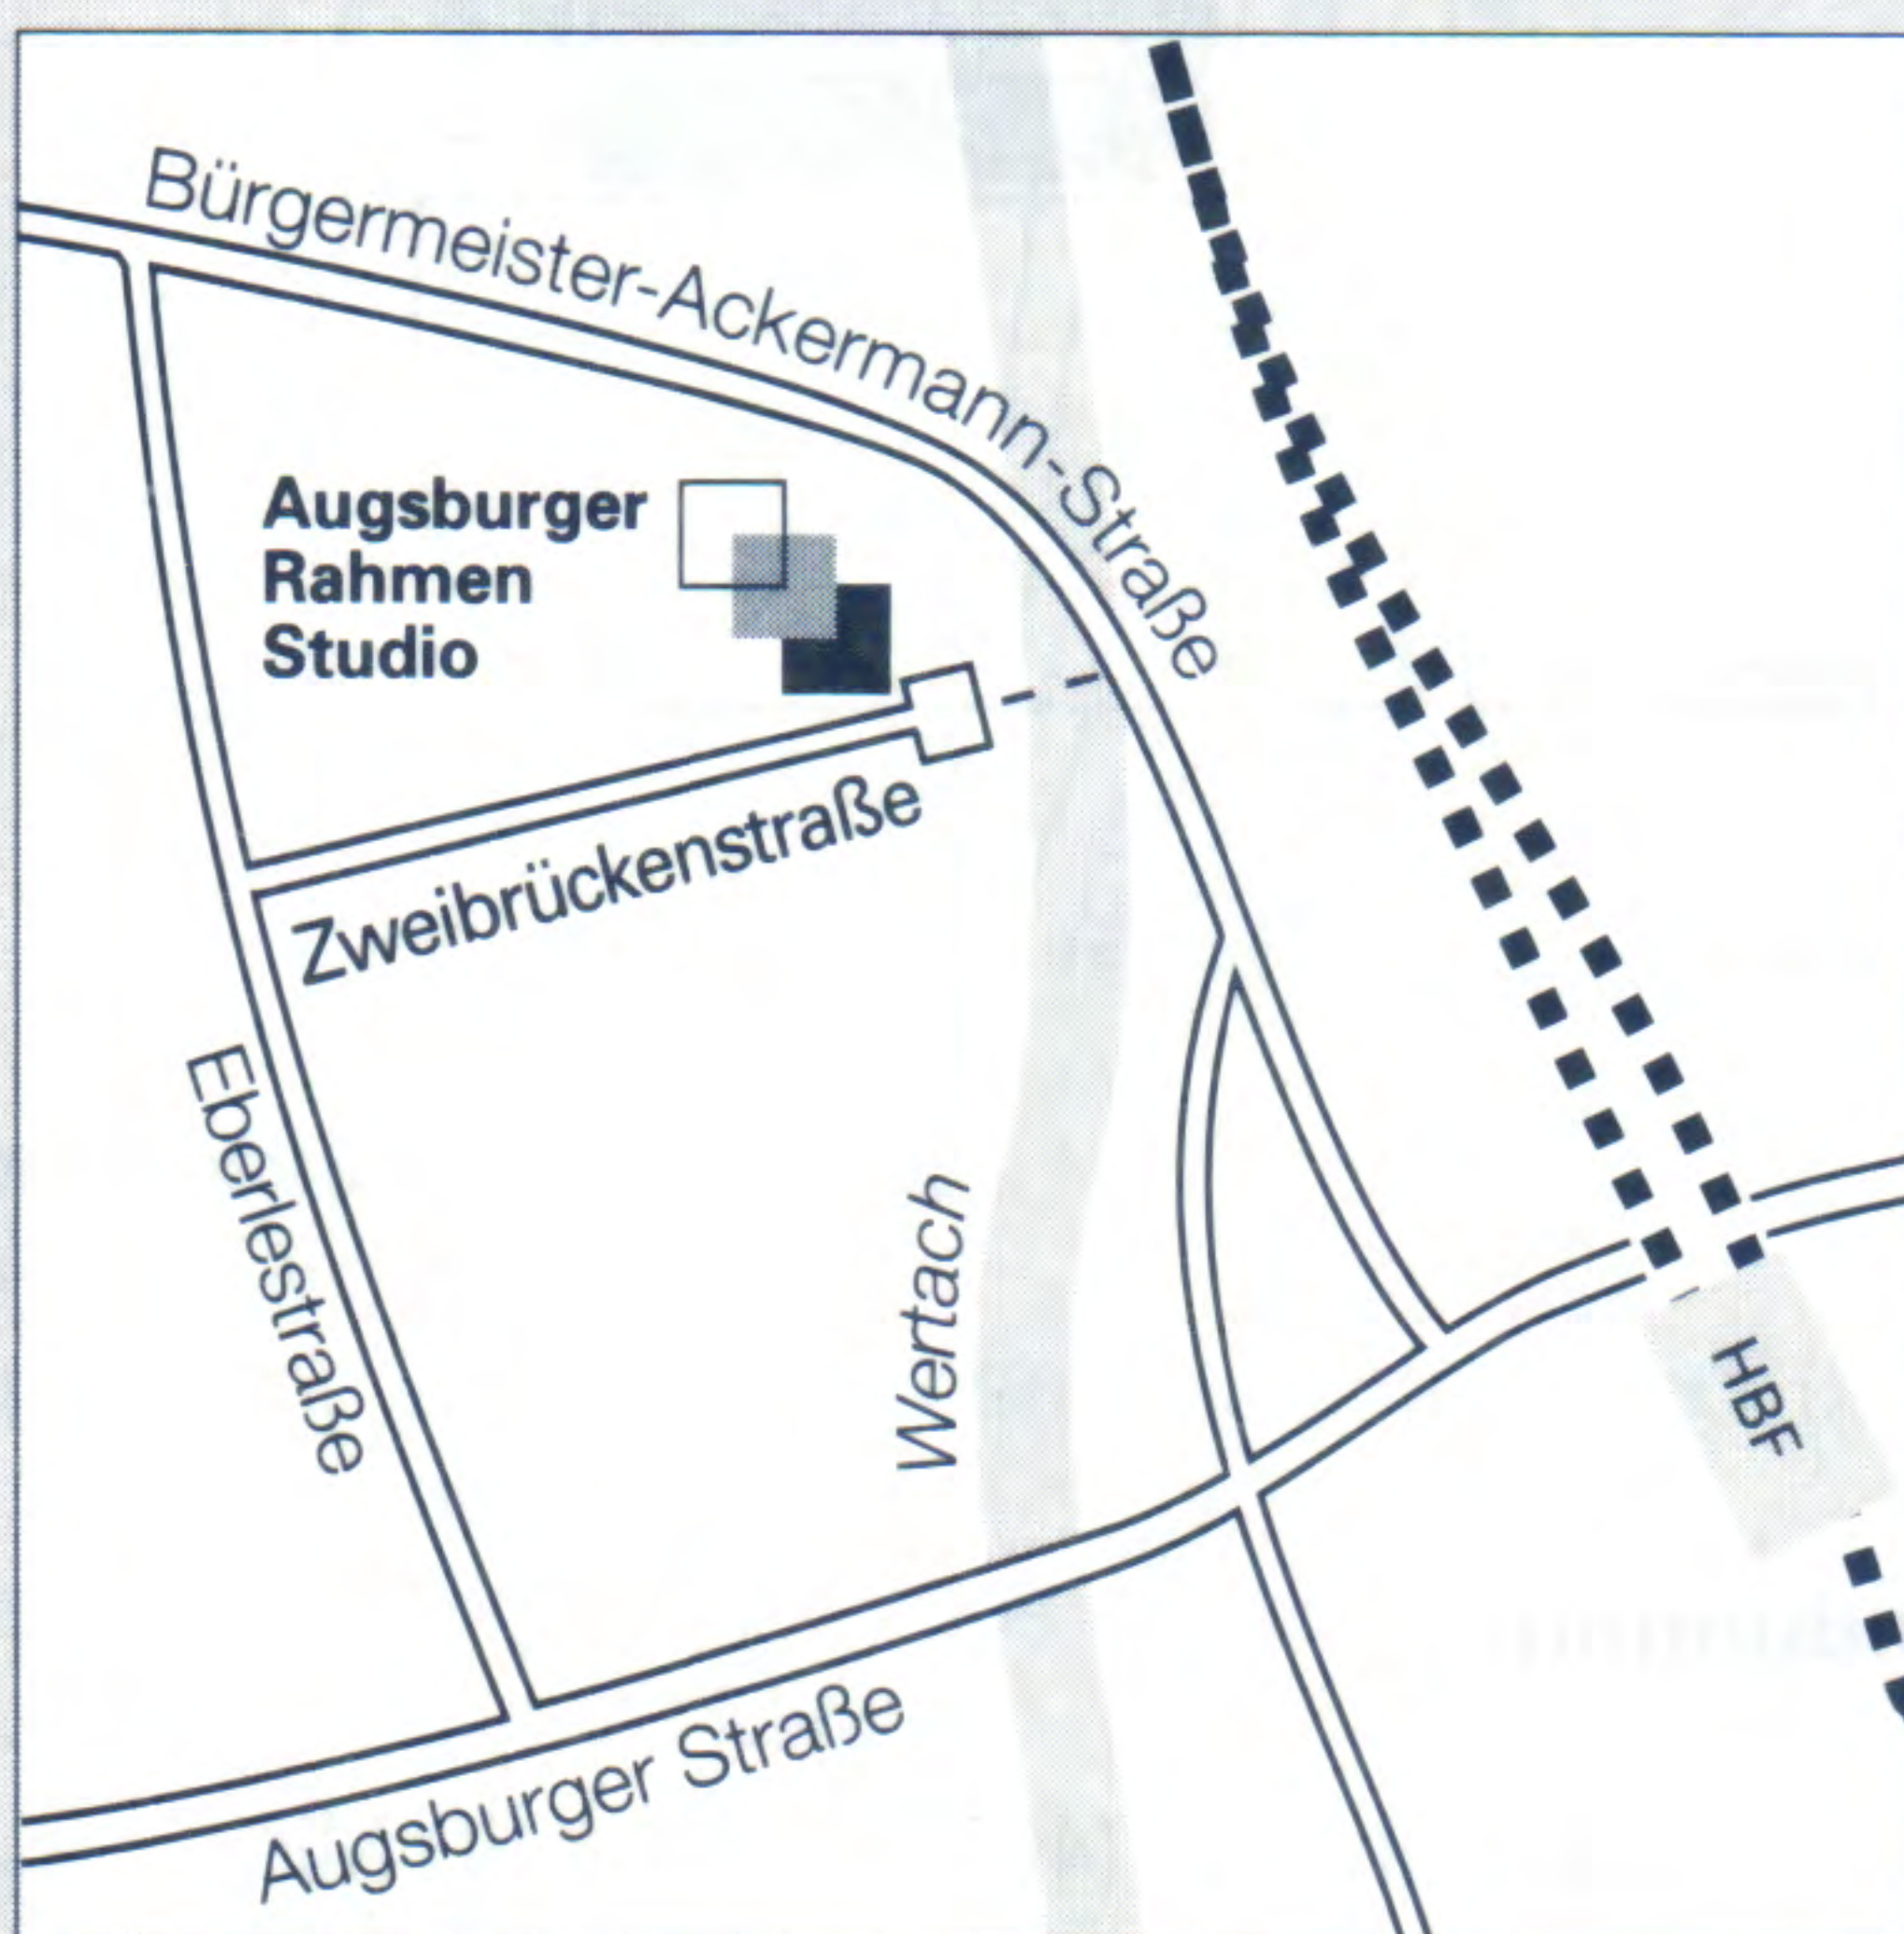 Bürgermeister-Ackermann-Straße
Augsburger
Rahmen
Studio
Zweibrückenstraße
Eberlestraße
Wertach
HBF
Augsburger Straße